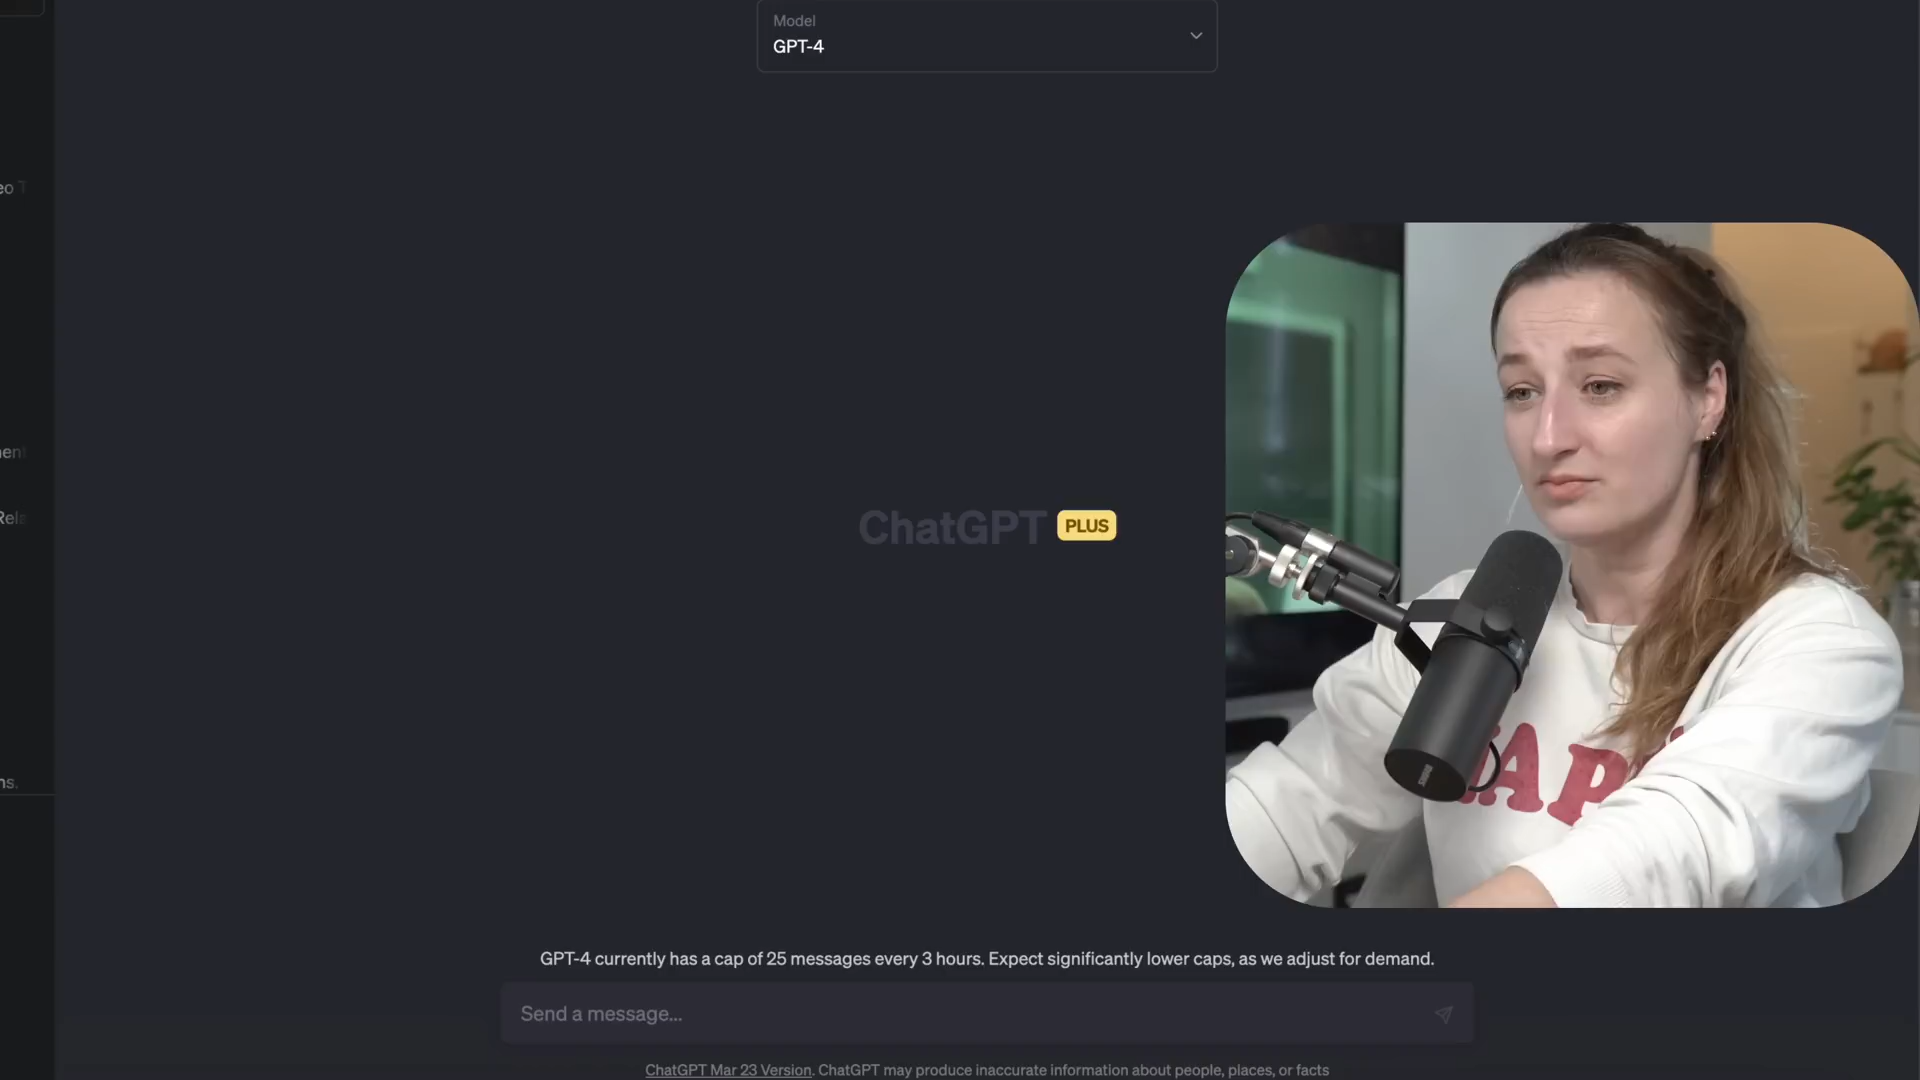 Model
GPT-4
ChatGPT PLUS
AP
GPT-4 currently has a cap of 25 messages every 3 hours. Expect significantly lower caps, as we adjust for demand.
Send a message...
ChatGPT Mar 23 Version. ChatGPT may produce inaccurate information about people, places, or facts